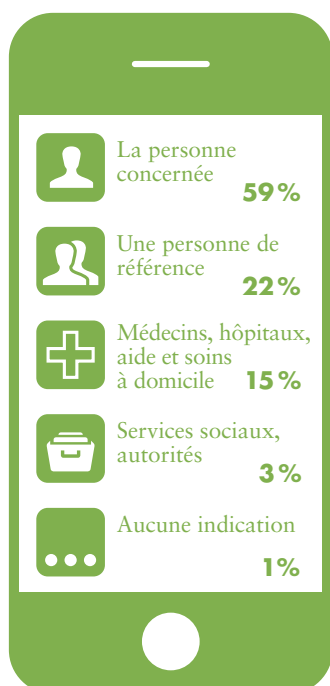 La personne
concernée
59%
Une personne de
référence
22%
Médecins, hôpitaux,
aide et soins
à domicile 15%
Services sociaux,
autorités
3%
Aucune indication
1%